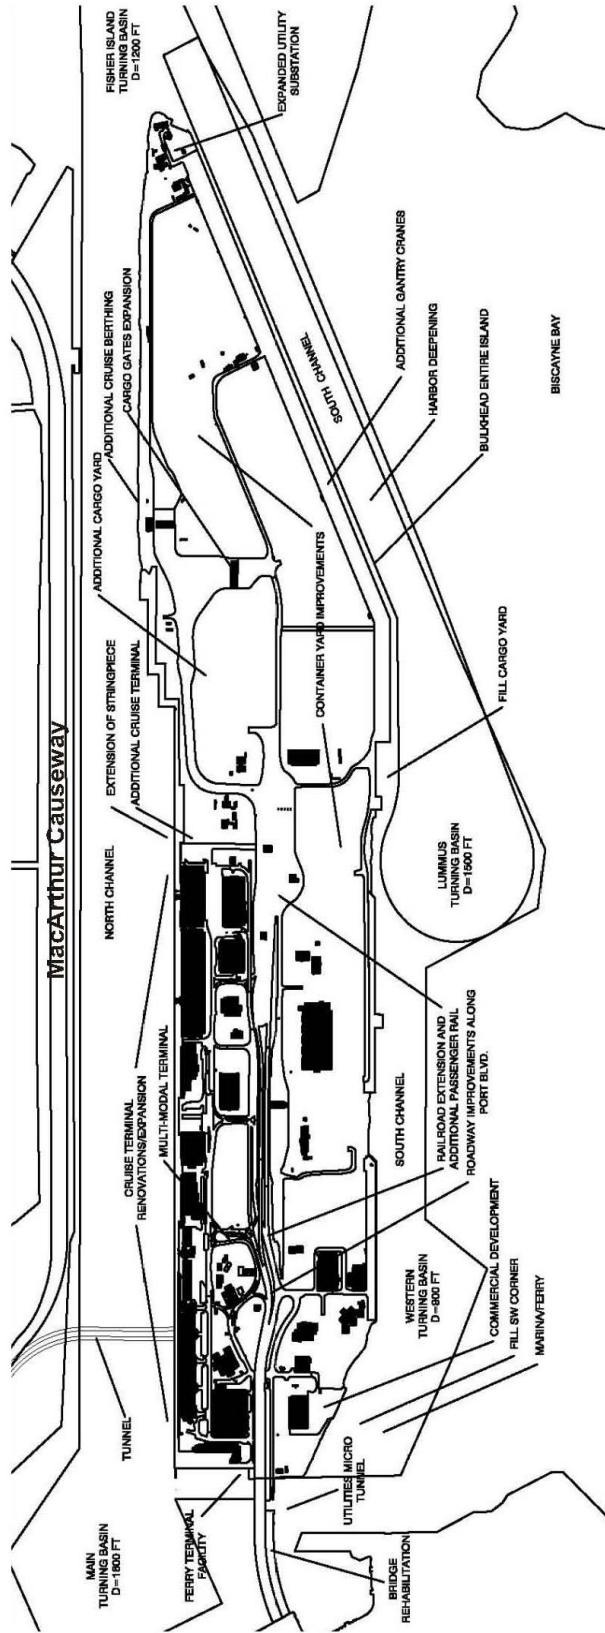 MAIN
TURNING BASIN
D=1600 FT
TUNNEL
CRUISE TERMINAL
RENOVATIONS/EXPANSION
MULTI-MODAL TERMINAL
NORTH CHANNEL
MacArthur Causeway
EXTENSION OF STRINGPIECE
ADDITIONAL CRUISE TERMINAL
ADDITIONAL CARGO YARD
ADDITIONAL CRUISE BERTHING
CARGO GATES EXPANSION
FISHER ISLAND
TURNING BASIN
D=1200 FT
EXPANDED UTILITY
SUBSTATION
FERRY TERMINAL
FACILITY
BRIDGE
REHABILITATION
UTILITIES MICRO
TUNNEL
WESTERN
TURNING BASIN
D=900 FT
COMMERCIAL DEVELOPMENT
FILL SW CORNER
MARINA/FERRY
SOUTH CHANNEL
RAILROAD EXTENSION AND
ADDITIONAL PASSENGER RAIL
ROADWAY IMPROVEMENTS ALONG
PORT BLVD.
LUMMUS
TURNING BASIN
D=1500 FT
CONTAINER YARD IMPROVEMENTS
FILL CARGO YARD
SOUTH CHANNEL
ADDITIONAL GANTRY CRANES
HARBOR DEEPENING
BULKHEAD ENTIRE ISLAND
BISCAYNE BAY